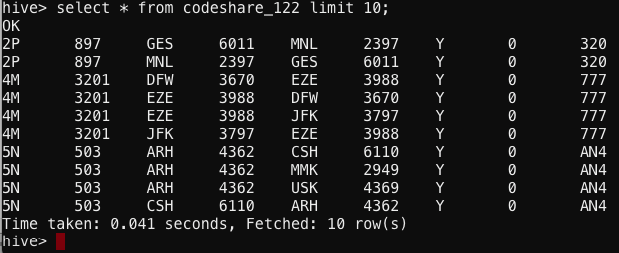 hive> select * from codeshare_122 limit 10;
OK
2P 897 GES 6011 MNL 2397 Y 0 320
2P 897 MNL 2397 GES 6011 Y 0 320
4M 3201 DFW 3670 EZE 3988 Y 0 777
4M 3201 EZE 3988 DFW 3670 Y 0 777
4M 3201 EZE 3988 JFK 3797 Y 0 777
4M 3201 JFK 3797 EZE 3988 Y 0 777
5N 503 ARH 4362 CSH 6110 Y 0 AN4
5N 503 ARH 4362 MMK 2949 Y 0 AN4
5N 503 ARH 4362 USK 4369 Y 0 AN4
5N 503 CSH 6110 ARH 4362 Y 0 AN4
Time taken: 0.041 seconds, Fetched: 10 row(s)
hive>